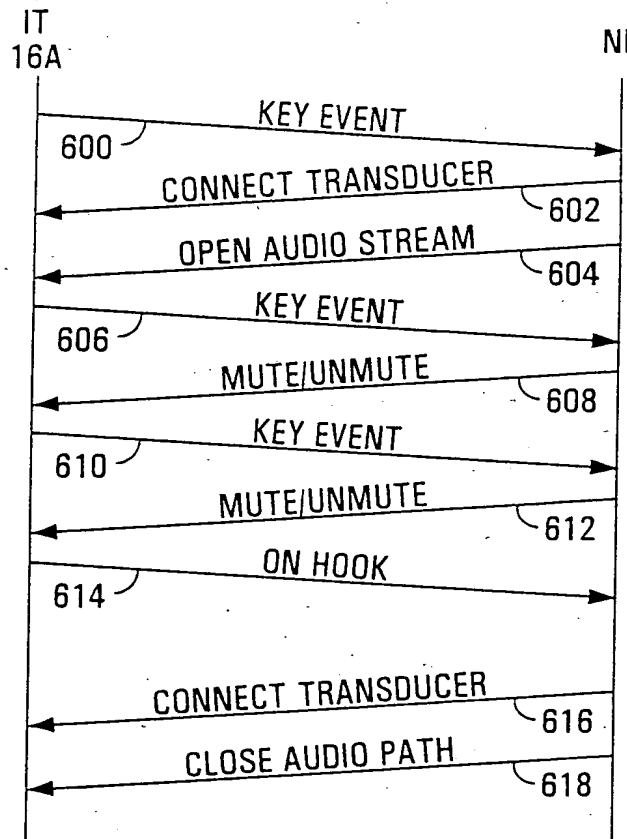 IT
16A
KEY EVENT
600
CONNECT TRANSDUCER
602
OPEN AUDIO STREAM
604
KEY EVENT
606
MUTE/UNMUTE
608
KEY EVENT
610
MUTE/UNMUTE
612
ON HOOK
614
CONNECT TRANSDUCER
616
CLOSE AUDIO PATH
618